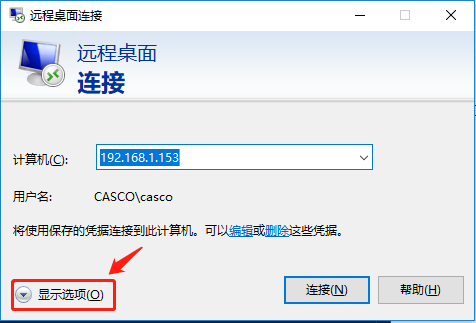 远程桌面连接
远程桌面
连接
计算机(C): 192.168.1.153
用户名: CASCO\casco
将使用保存的凭据连接到此计算机。可以编辑或删除这些凭据。
显示选项(O) 连接(N) 帮助(H)